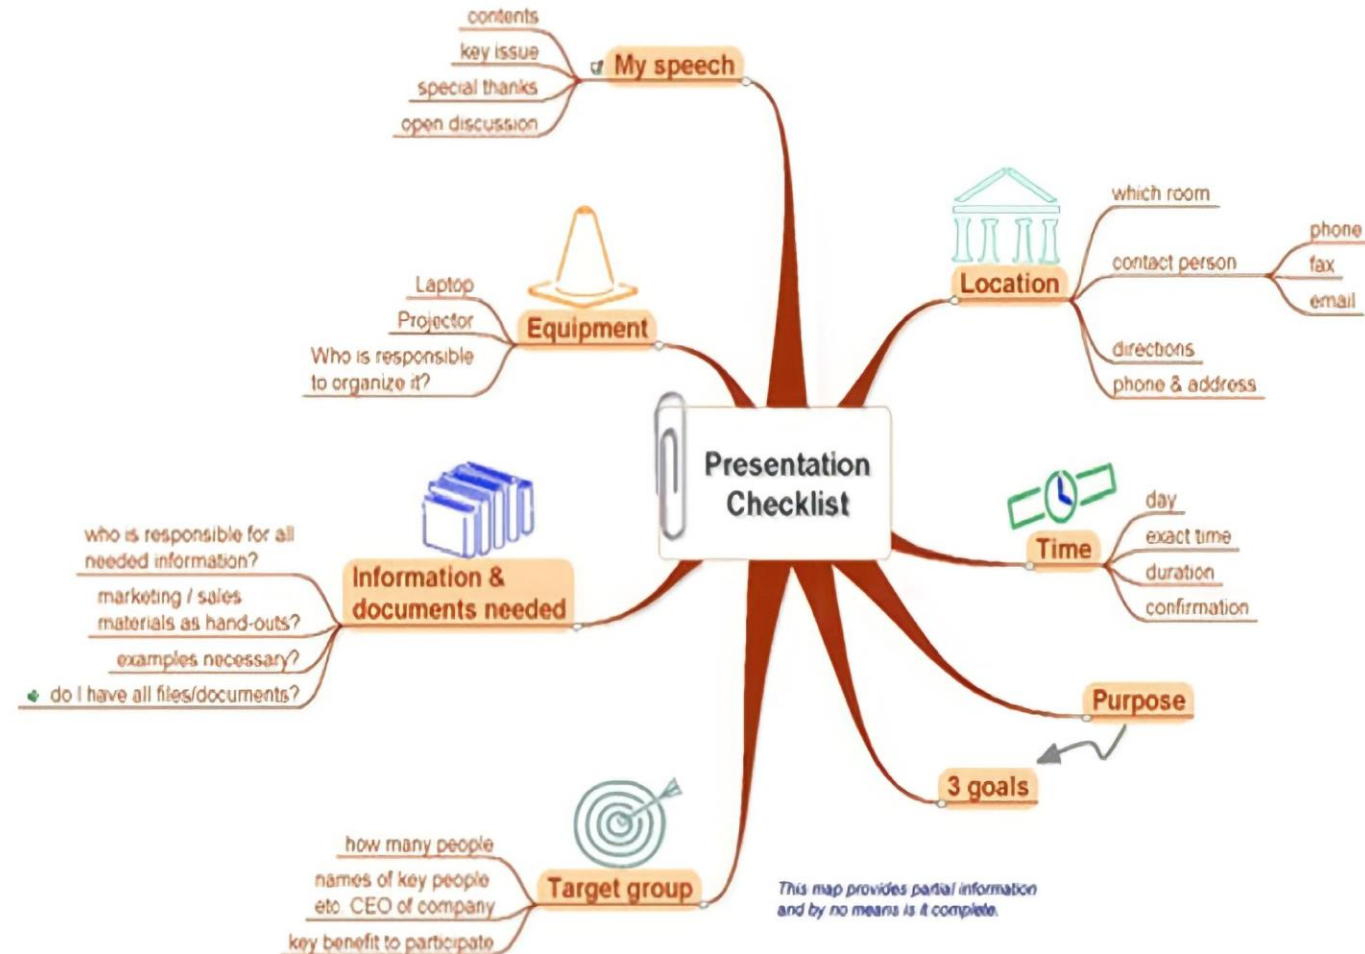 contents
key issue
special thanks
open discussion
My speech
which room
contact person
phone
fax
email
directions
phone & address
Location
Laptop
Projector
Who is responsible
to organize it?
Equipment
Presentation
Checklist
day
exact time
duration
confirmation
Time
who is responsible for all
needed information?
marketing / sales
materials as hand-outs?
examples necessary?
do I have all files/documents?
Information &
documents needed
Purpose
3 goals
how many people
names of key people
etc. CEO of company
key benefit to participate
Target group
This map provides partial information
and by no means is it complete.